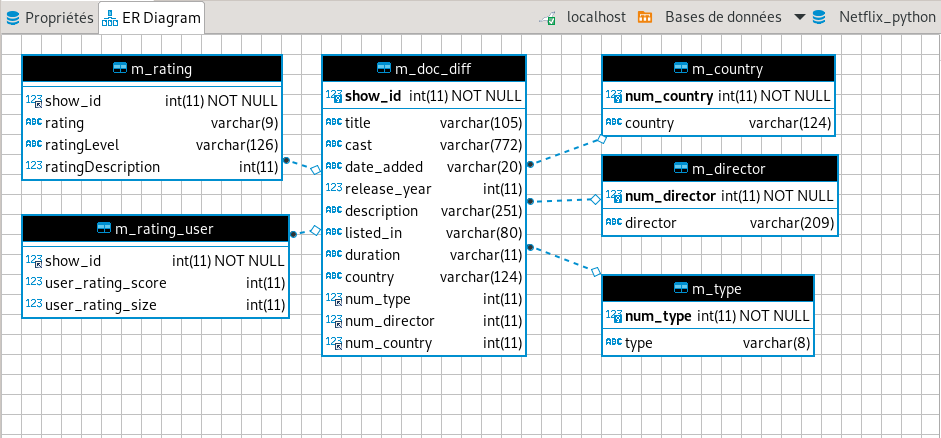 Propriétés ER Diagram localhost Bases de données Netflix_python
m_rating
show_id int(11) NOT NULL
rating varchar(9)
ratingLevel varchar(126)
ratingDescription int(11)
m_rating_user
show_id int(11) NOT NULL
user_rating_score int(11)
user_rating_size int(11)
m_doc_diff
show_id int(11) NOT NULL
title varchar(105)
cast varchar(772)
date_added varchar(20)
release_year int(11)
description varchar(251)
listed_in varchar(80)
duration varchar(11)
country varchar(124)
num_type int(11)
num_director int(11)
num_country int(11)
m_country
num_country int(11) NOT NULL
country varchar(124)
m_director
num_director int(11) NOT NULL
director varchar(209)
m_type
num_type int(11) NOT NULL
type varchar(8)